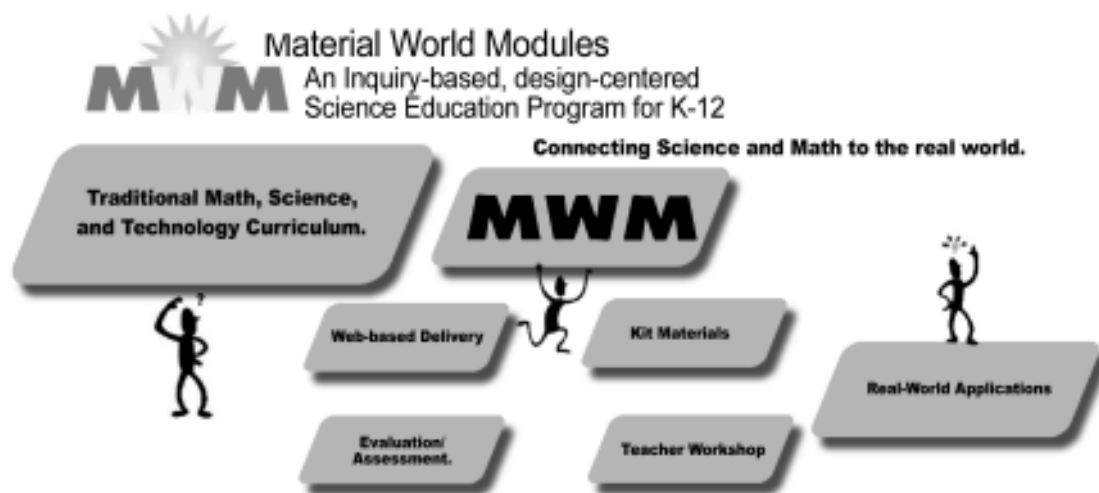 MWM
Material World Modules
An Inquiry-based, design-centered
Science Education Program for K-12
Connecting Science and Math to the real world.
Traditional Math, Science,
and Technology Curriculum.
MWM
?
Web-based Delivery
Kit Materials
Real-World Applications
Evaluation/
Assessment.
Teacher Workshop